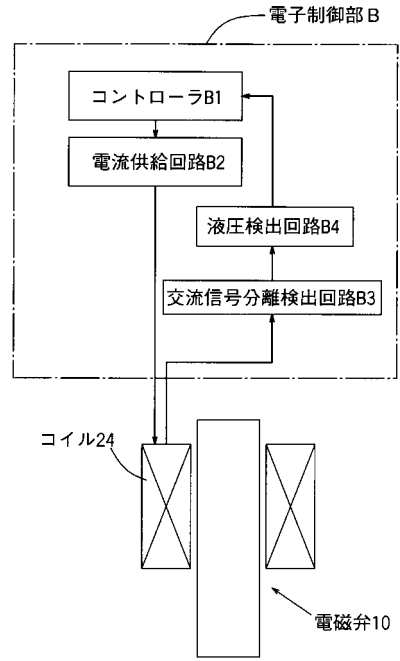 電子制御部B
コントローラB1
電流供給回路B2
液圧検出回路B4
交流信号分離検出回路B3
コイル24
電磁弁10